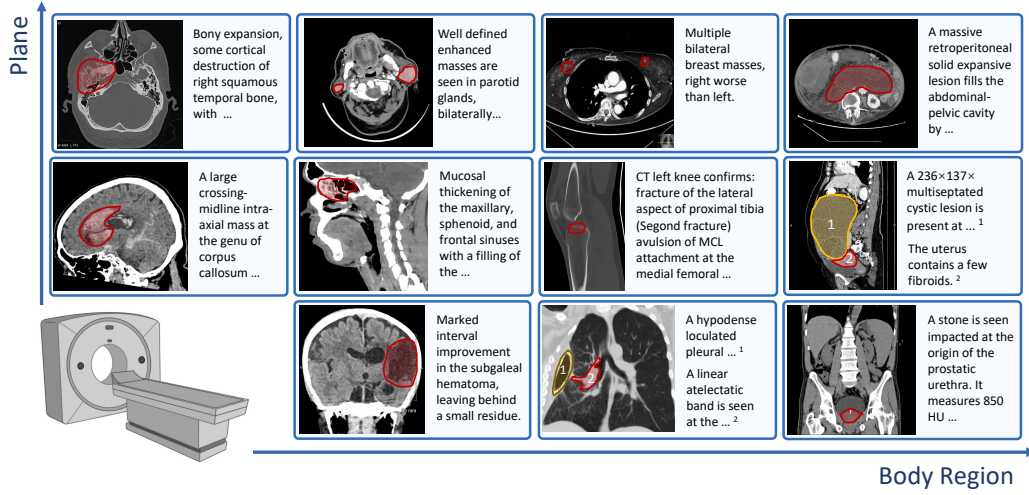 Plane
Bony expansion,
some cortical
destruction of
right squamous
temporal bone,
with ...
Well defined
enhanced
masses are
seen in parotid
glands,
bilaterally...
Multiple
bilateral
breast masses,
right worse
than left.
A massive
retroperitoneal
solid expansive
lesion fills the
abdominal-
pelvic cavity
by ...
A large
crossing-
midline intra-
axial mass at
the genu of
corpus
callosum ...
Mucosal
thickening of
the maxillary,
sphenoid, and
frontal sinuses
with a filling of
the ...
CT left knee confirms:
fracture of the lateral
aspect of proximal tibia
(Segond fracture)
avulsion of MCL
attachment at the
medial femoral ...
1
2
A 236×137×
multiseptated
cystic lesion is
present at ... 1
The uterus
contains a few
fibroids. 2
Marked
interval
improvement
in the subgaleal
hematoma,
leaving behind
a small residue.
1
2
A hypodense
loculated
pleural ... 1
A linear
atelectatic
band is seen
at the ... 2
A stone is seen
impacted at the
origin of the
prostatic
urethra. It
measures 850
HU ...
Body Region